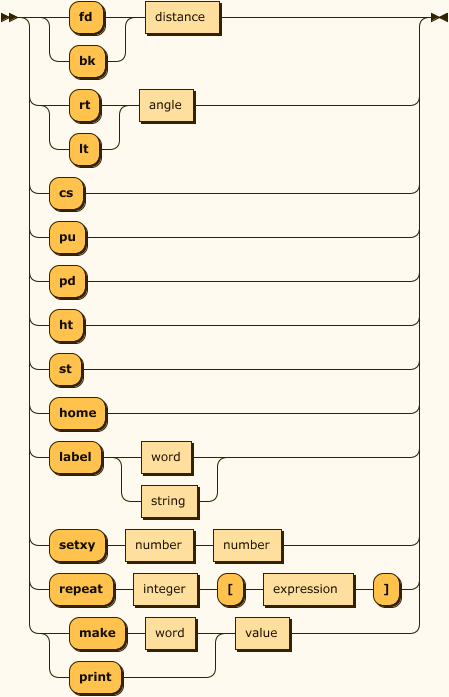 fd distance
bk
rt angle
lt
cs
pu
pd
ht
st
home
label word
string
setxy number number
repeat integer [ expression ]
make word value
print